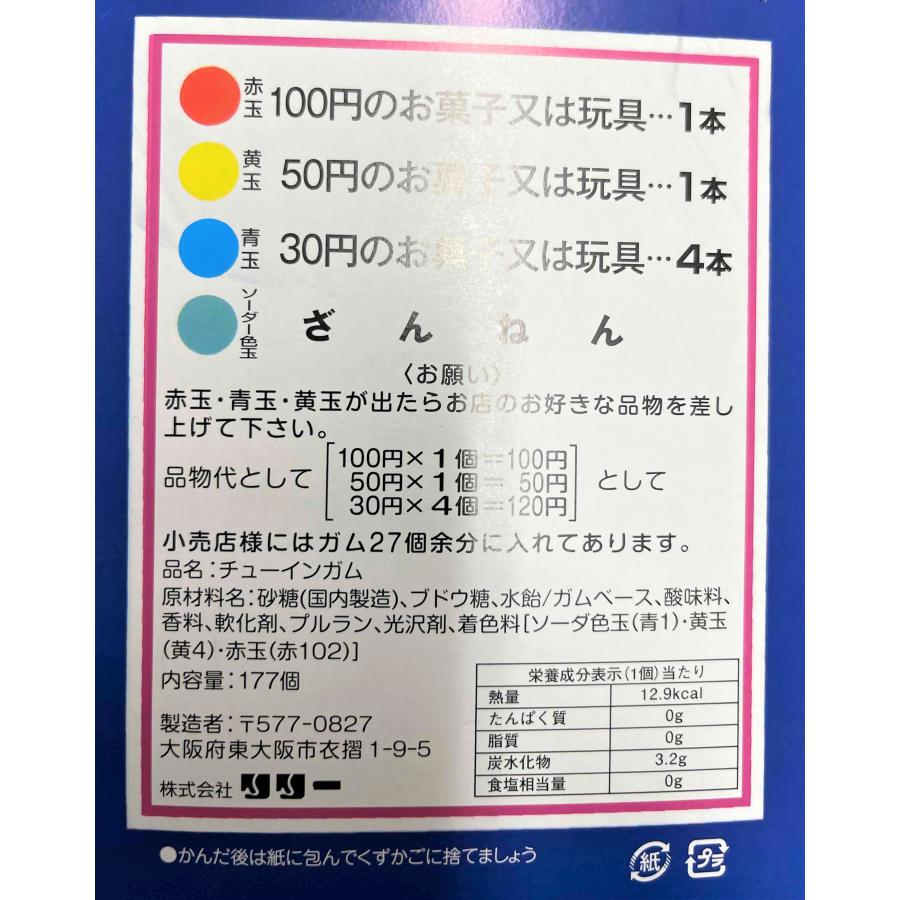 赤玉 100円のお菓子又は玩具…1本
黄玉 50円のお菓子又は玩具…1本
青玉 30円のお菓子又は玩具…4本
ソーダー色玉 ざんねん
〈お願い〉
赤玉・青玉・黄玉が出たらお店のお好きな品物を差し
上げて下さい。
100円×1個=100円
品物代として 50円×1個=50円 として
30円×4個=120円
小売店様にはガム27個余分に入れてあります。
品名：チューインガム
原材料名：砂糖(国内製造)、ブドウ糖、水飴/ガムベース、酸味料、
香料、軟化剤、プルラン、光沢剤、着色料[ソーダ色玉(青1)・黄玉
(黄4)・赤玉(赤102)]
内容量：177個
製造者：〒577-0827
大阪府東大阪市衣摺1-9-5
株式会社 リリー
栄養成分表示(1個)当たり
熱量 12.9kcal
たんぱく質 0g
脂質 0g
炭水化物 3.2g
食塩相当量 0g
●かんだ後は紙に包んでくずかごに捨てましょう
紙 プラ